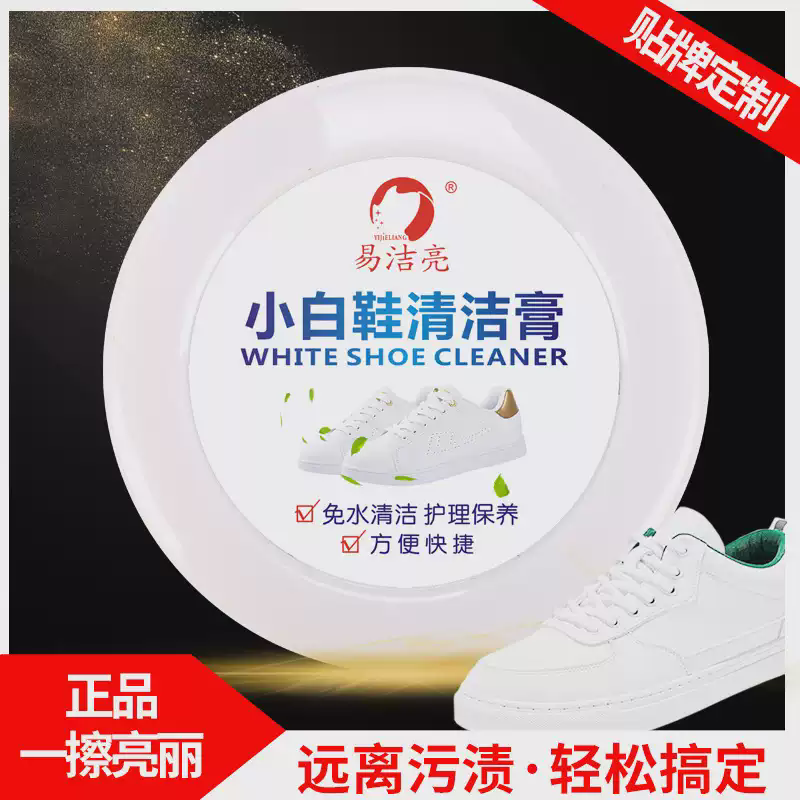 贴牌定制
®
YIJIELIANG
易洁亮
小白鞋清洁膏
WHITE SHOE CLEANER
免水清洁 护理保养
方便快捷
正品
一擦亮丽
远离污渍·轻松搞定